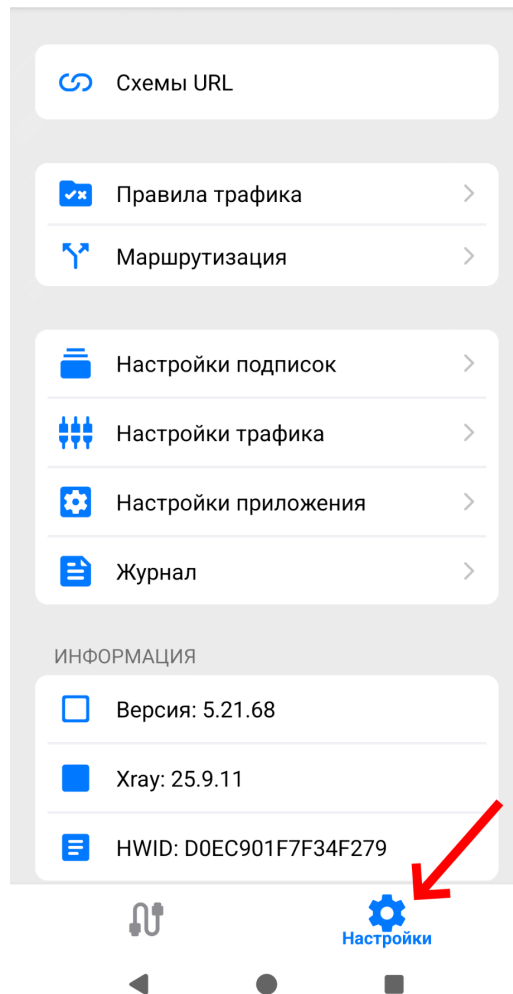 Схемы URL
Правила трафика
Маршрутизация
Настройки подписок
Настройки трафика
Настройки приложения
Журнал
ИНФОРМАЦИЯ
Версия: 5.21.68
Xray: 25.9.11
HWID: D0EC901F7F34F279
Настройки